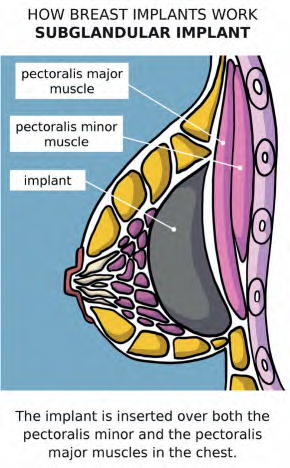 HOW BREAST IMPLANTS WORK
SUBGLANDULAR IMPLANT
pectoralis major
muscle
pectoralis minor
muscle
implant
The implant is inserted over both the
pectoralis minor and the pectoralis
major muscles in the chest.